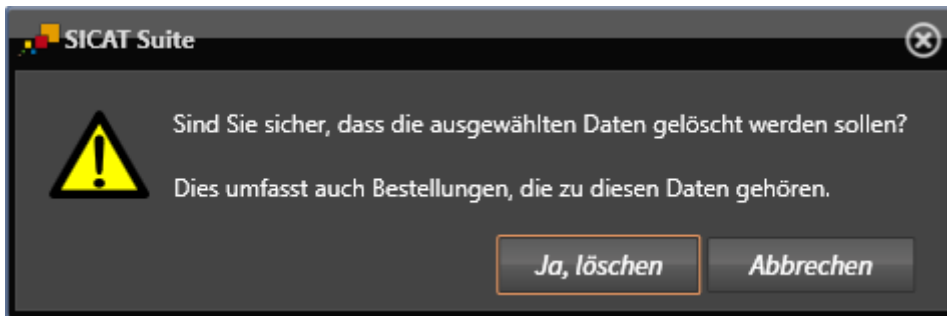 SICAT Suite
Sind Sie sicher, dass die ausgewählten Daten gelöscht werden sollen?
Dies umfasst auch Bestellungen, die zu diesen Daten gehören.
Ja, löschen
Abbrechen